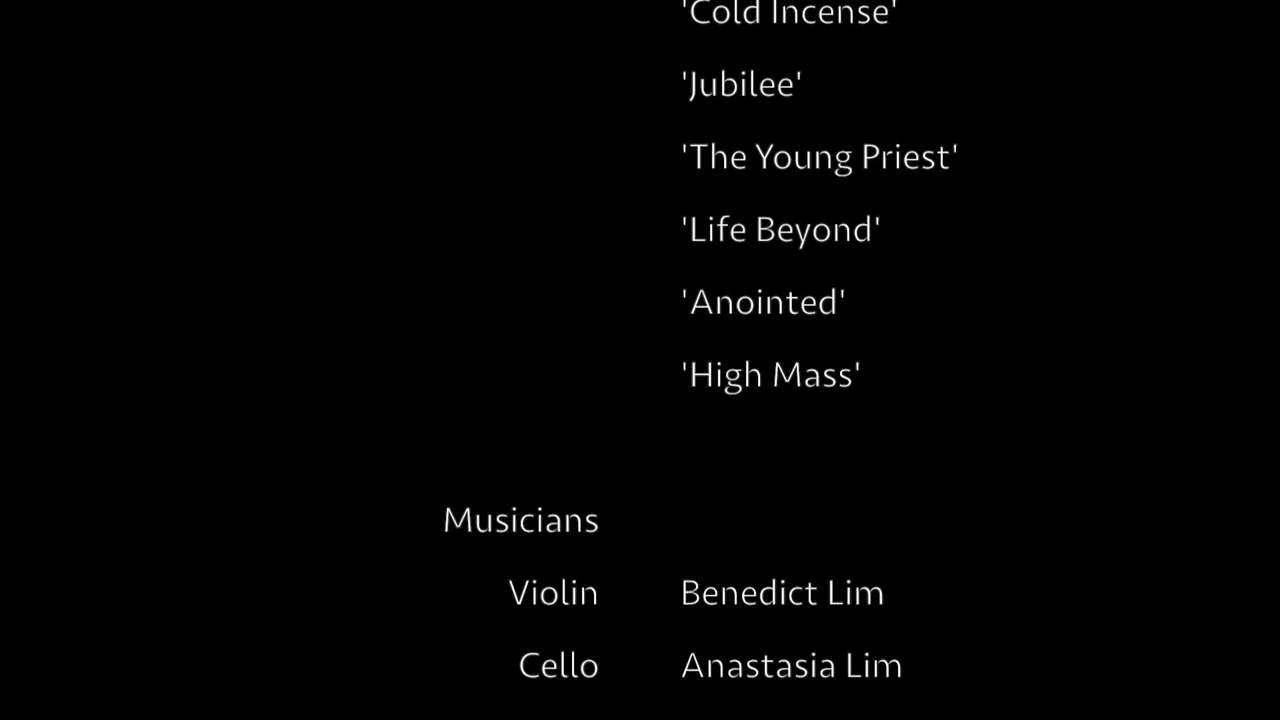 'Cold Incense'
'Jubilee'
'The Young Priest'
'Life Beyond'
'Anointed'
'High Mass'
Musicians
Violin Benedict Lim
Cello Anastasia Lim